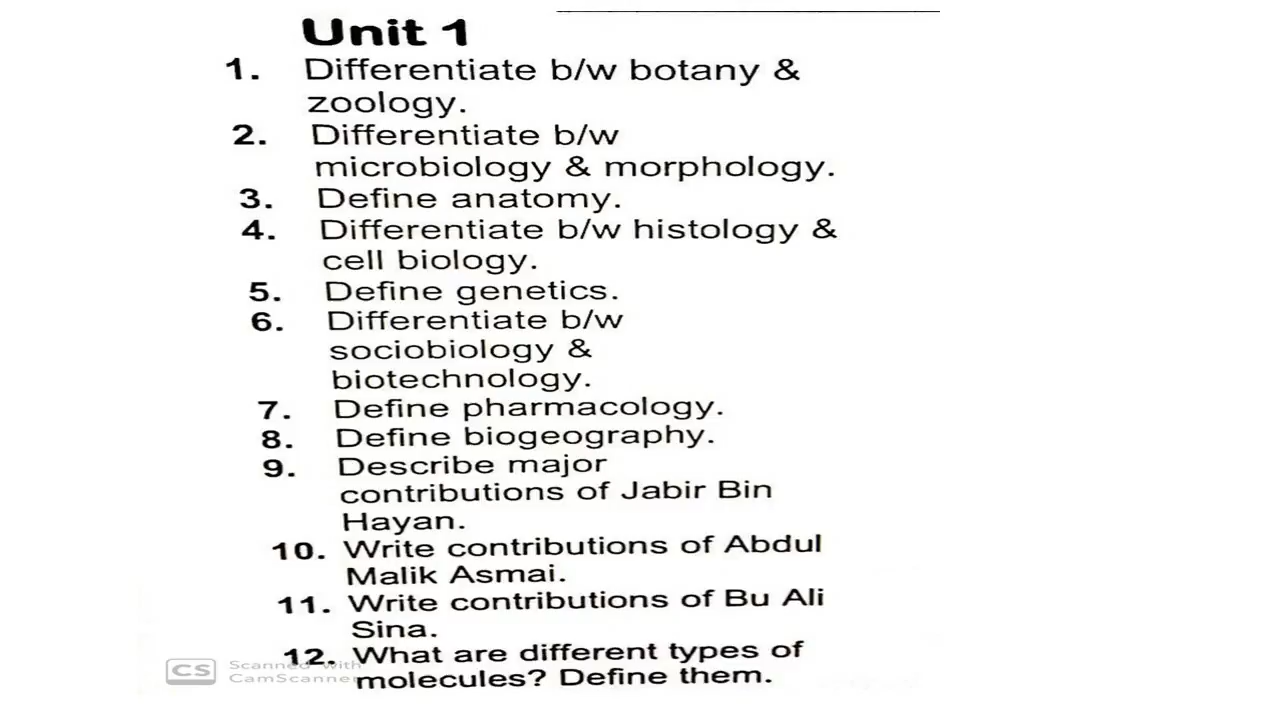 Unit 1
1. Differentiate b/w botany &
zoology.
2. Differentiate b/w
microbiology & morphology.
3. Define anatomy.
4. Differentiate b/w histology &
cell biology.
5. Define genetics.
6. Differentiate b/w
sociobiology &
biotechnology.
7. Define pharmacology.
8. Define biogeography.
9. Describe major
contributions of Jabir Bin
Hayan.
10. Write contributions of Abdul
Malik Asmai.
11. Write contributions of Bu Ali
Sina.
12. What are different types of
molecules? Define them.
CS Scanned with
CamScanner